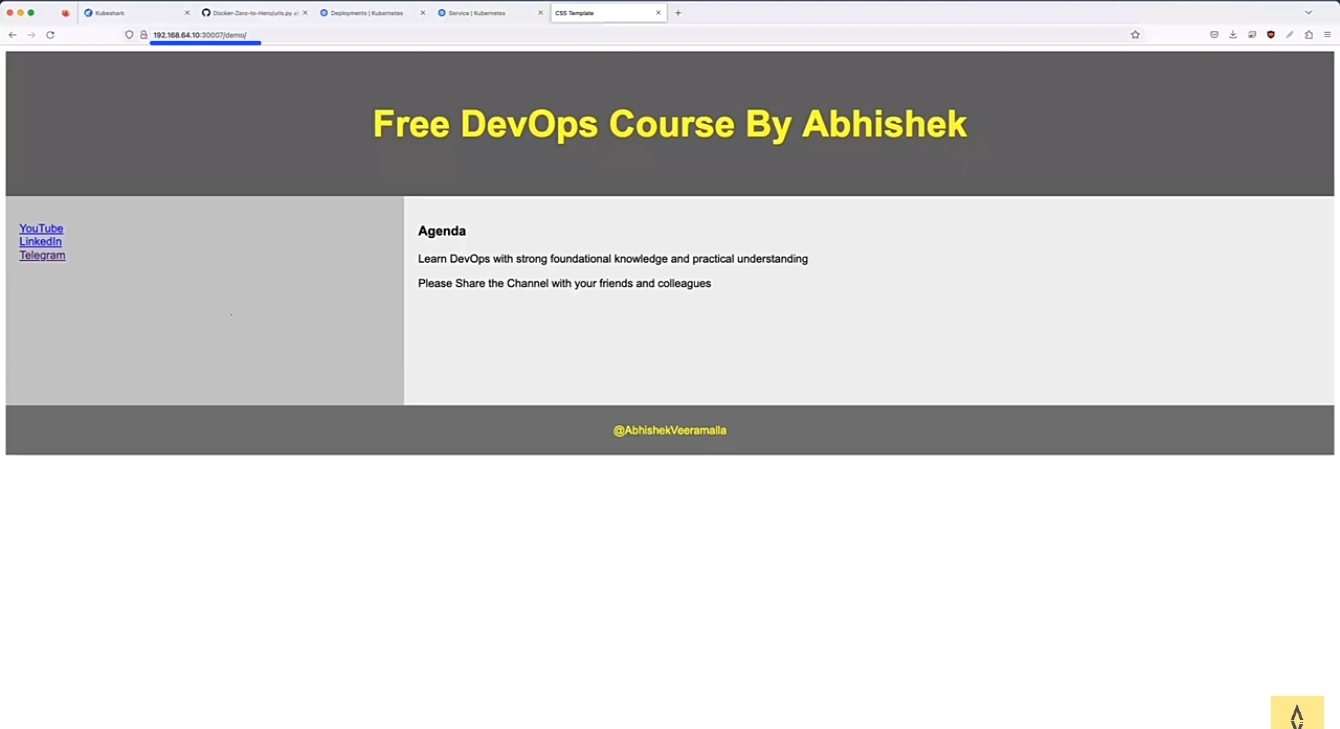 Kubeshark
Docker-Zero-to-Hero/urls.py at
Deployments | Kubernetes
Service | Kubernetes
CSS Template
192.168.64.10:30007/demo/
Free DevOps Course By Abhishek
YouTube
LinkedIn
Telegram
Agenda
Learn DevOps with strong foundational knowledge and practical understanding
Please Share the Channel with your friends and colleagues
@AbhishekVeeramalla